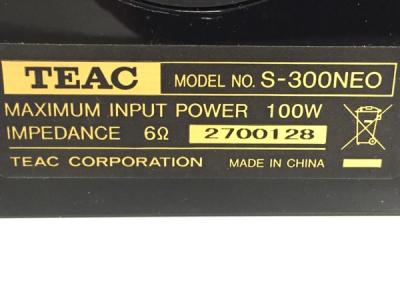 TEAC MODEL NO. S-300NEO
MAXIMUM INPUT POWER 100W
IMPEDANCE 6Ω 2700128
TEAC CORPORATION MADE IN CHINA